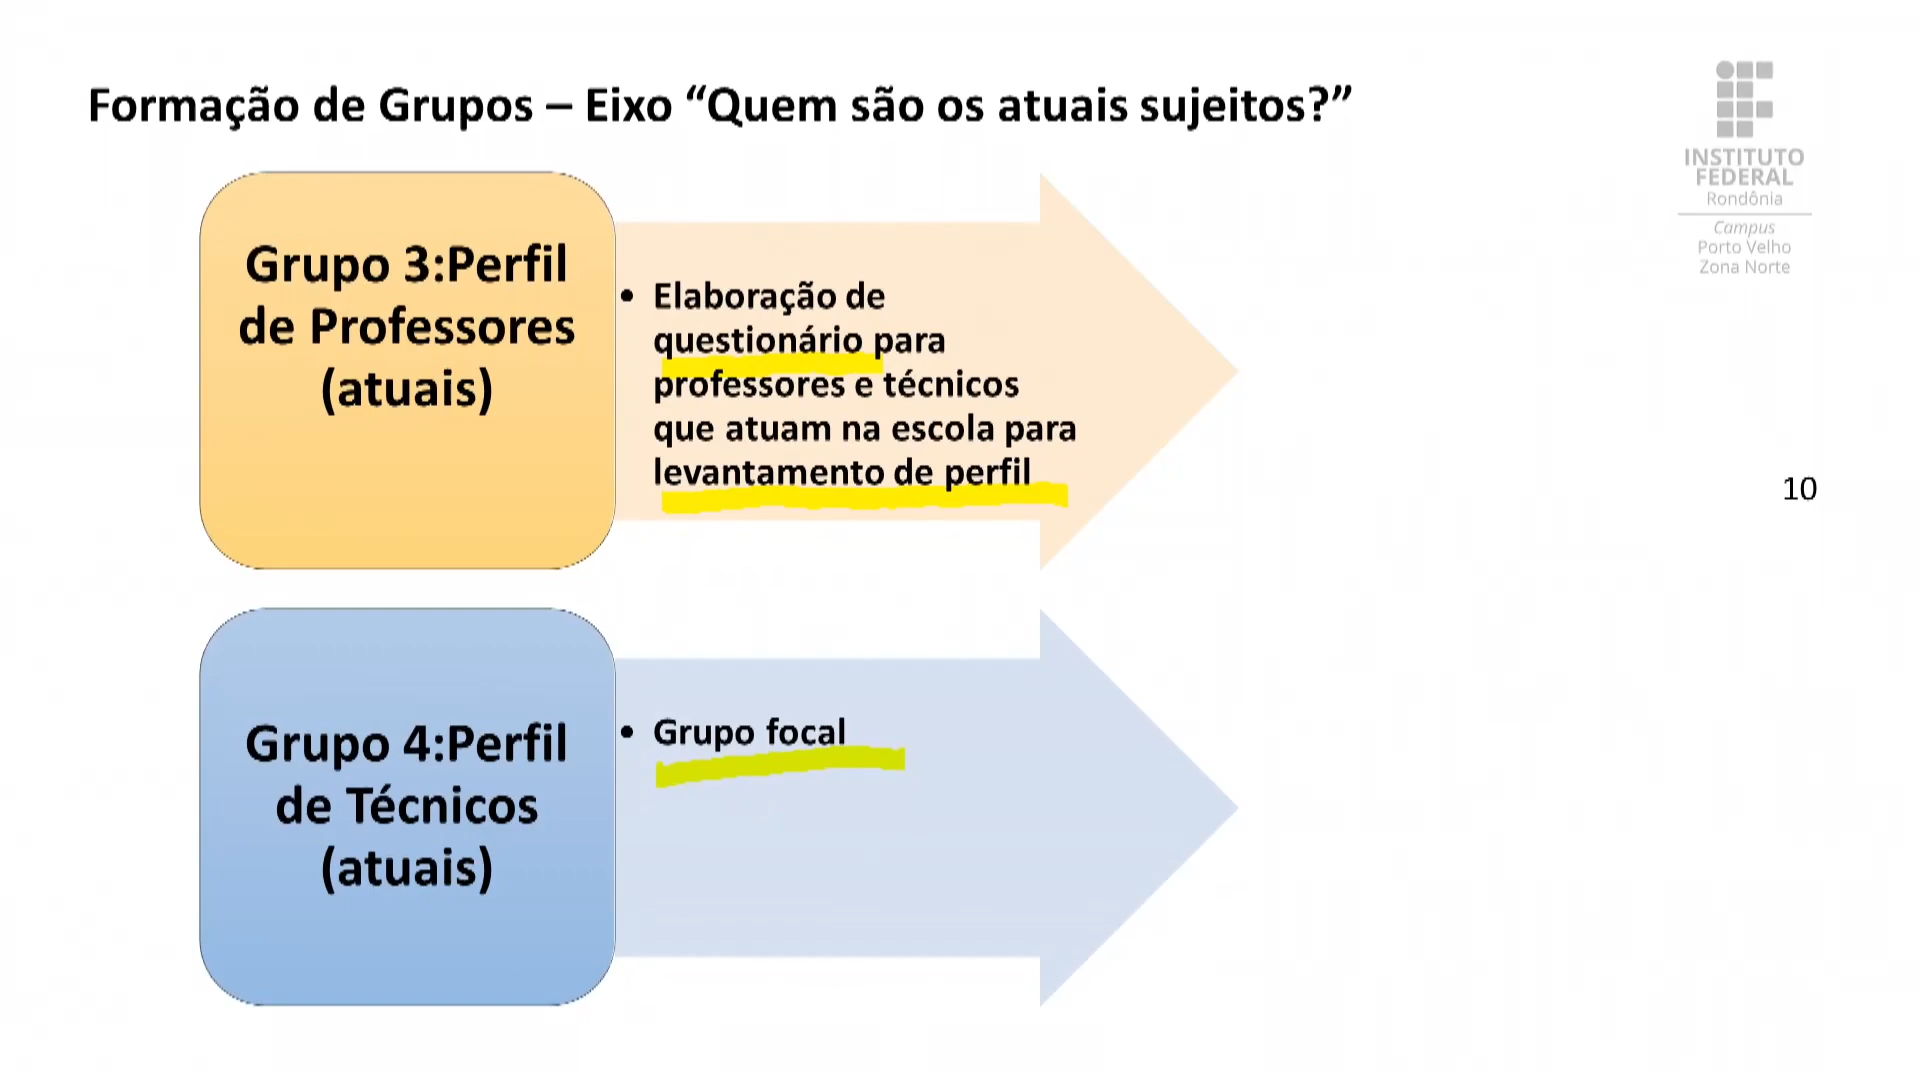 Formação de Grupos – Eixo “Quem são os atuais sujeitos?”
INSTITUTO
FEDERAL
Rondônia
Campus
Porto Velho
Zona Norte
Grupo 3:Perfil
de Professores
(atuais)
• Elaboração de
questionário para
professores e técnicos
que atuam na escola para
levantamento de perfil
10
Grupo 4:Perfil
de Técnicos
(atuais)
• Grupo focal